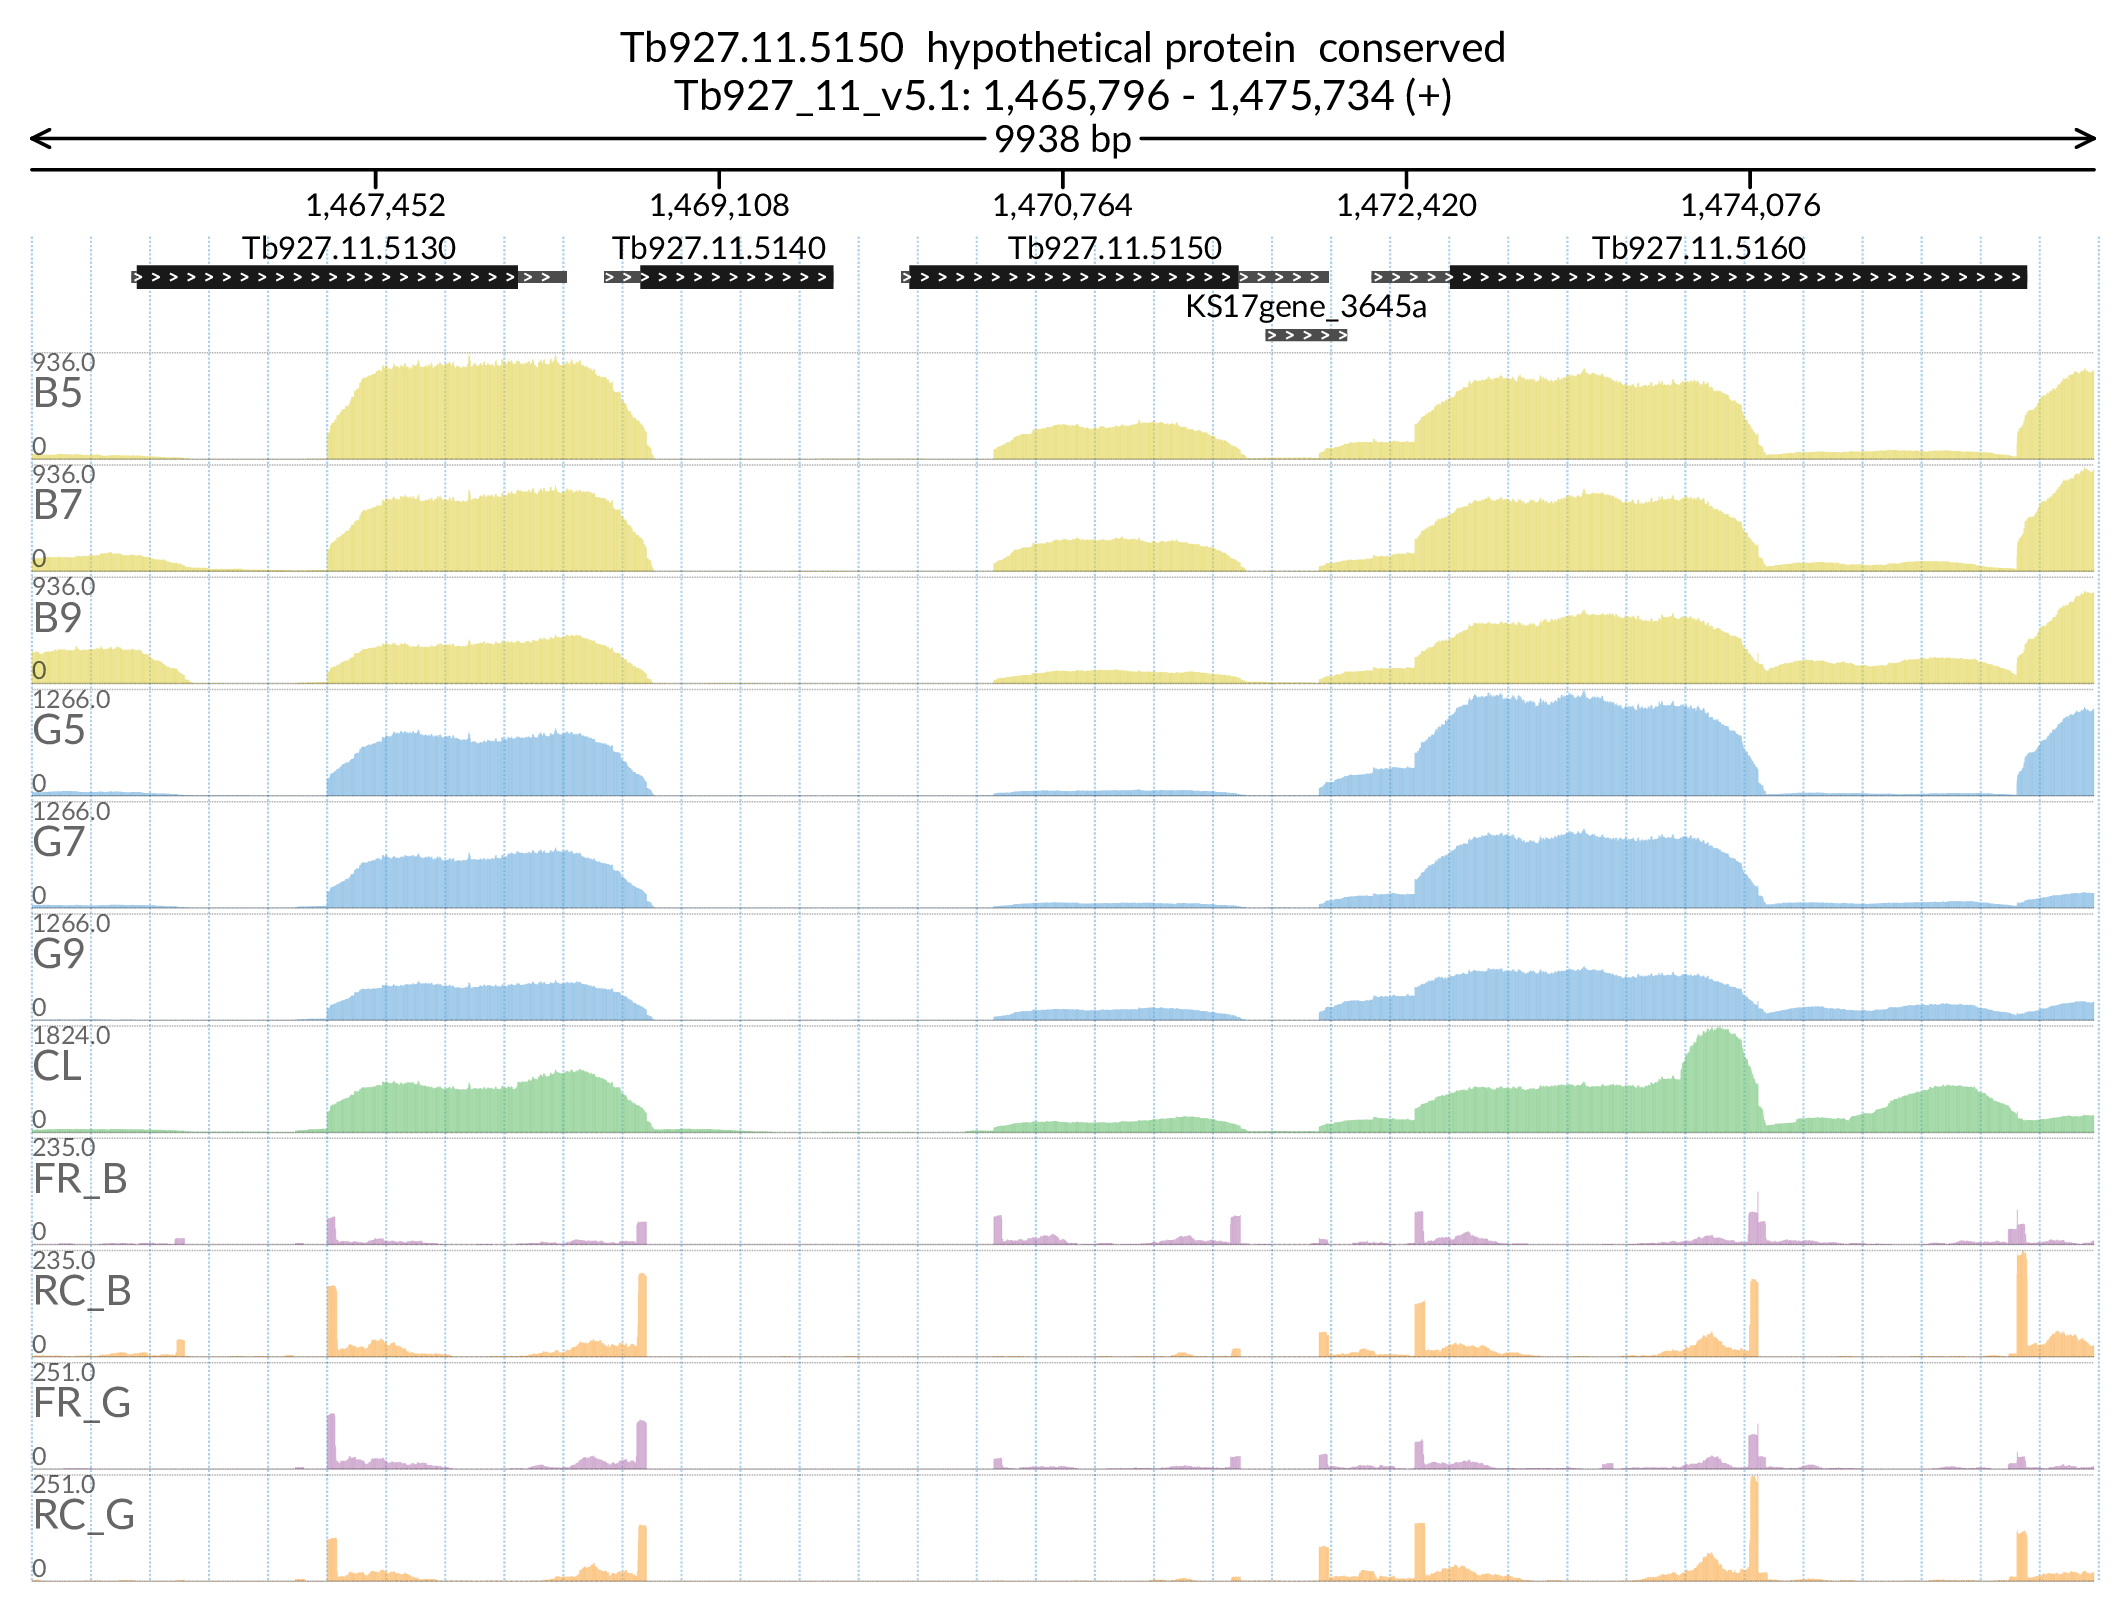 Tb927.11.5150  hypothetical protein  conserved
Tb927_11_v5.1: 1,465,796 - 1,475,734 (+)
9938 bp
1,467,452 1,469,108 1,470,764 1,472,420 1,474,076
Tb927.11.5130 Tb927.11.5140 Tb927.11.5150 Tb927.11.5160
KS17gene_3645a
936.0
B5
0
936.0
B7
0
936.0
B9
0
1266.0
G5
0
1266.0
G7
0
1266.0
G9
0
1824.0
CL
0
235.0
FR_B
0
235.0
RC_B
0
251.0
FR_G
0
251.0
RC_G
0